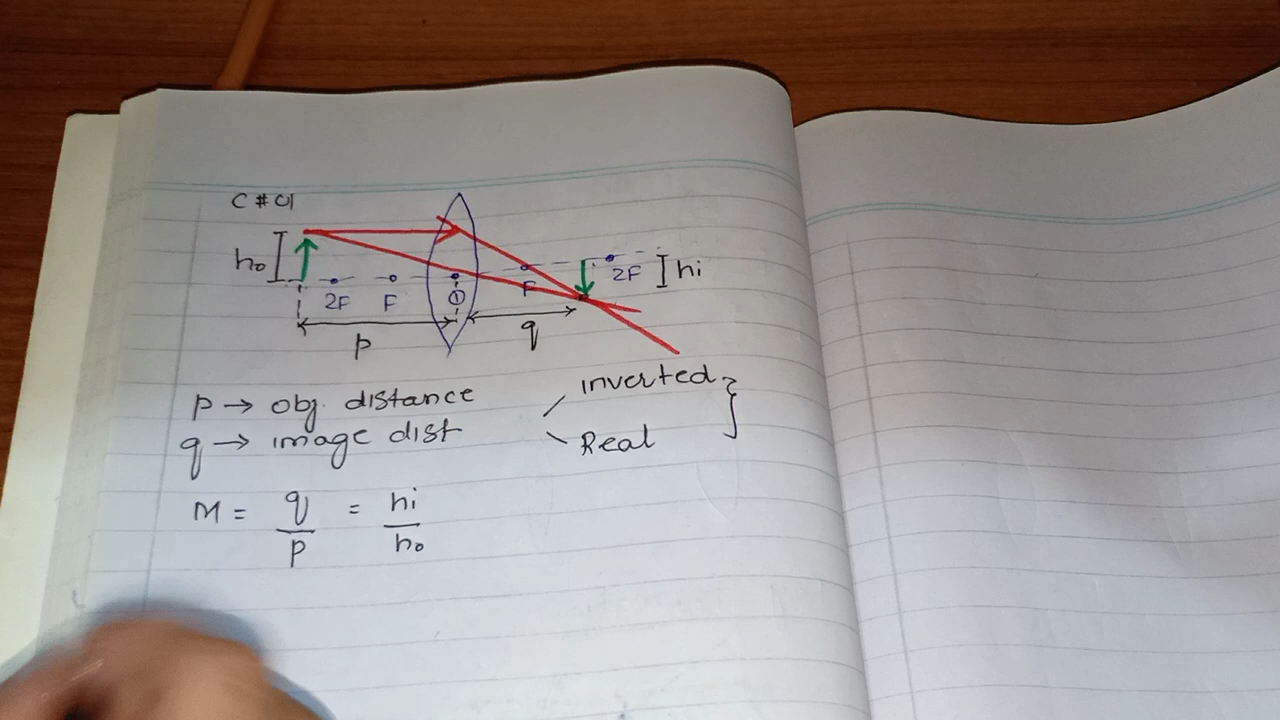 C # 01
ho
hi
2F F F 2F
p q
p → obj. distance
q → image dist
inverted
Real
M = q/p = hi/ho